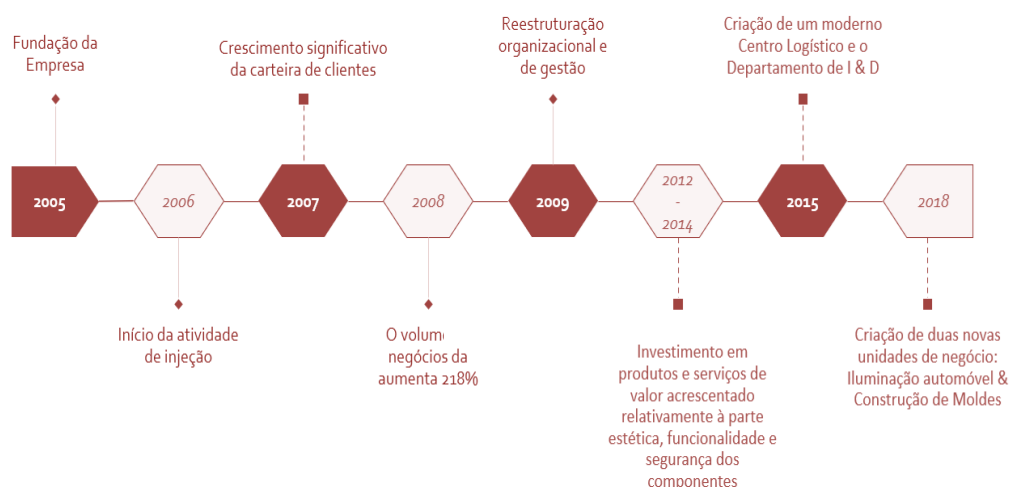 Fundação da
Empresa
Crescimento significativo
da carteira de clientes
Reestruturação
organizacional e
de gestão
Criação de um moderno
Centro Logístico e o
Departamento de I & D
2005
2006
2007
2008
2009
2012
-
2014
2015
2018
Início da atividade
de injeção
O volum
negócios da
aumenta 218%
Investimento em
produtos e serviços de
valor acrescentado
relativamente à parte
estética, funcionalidade e
segurança dos
componentes
Criação de duas novas
unidades de negócio:
Iluminação automóvel &
Construção de Moldes